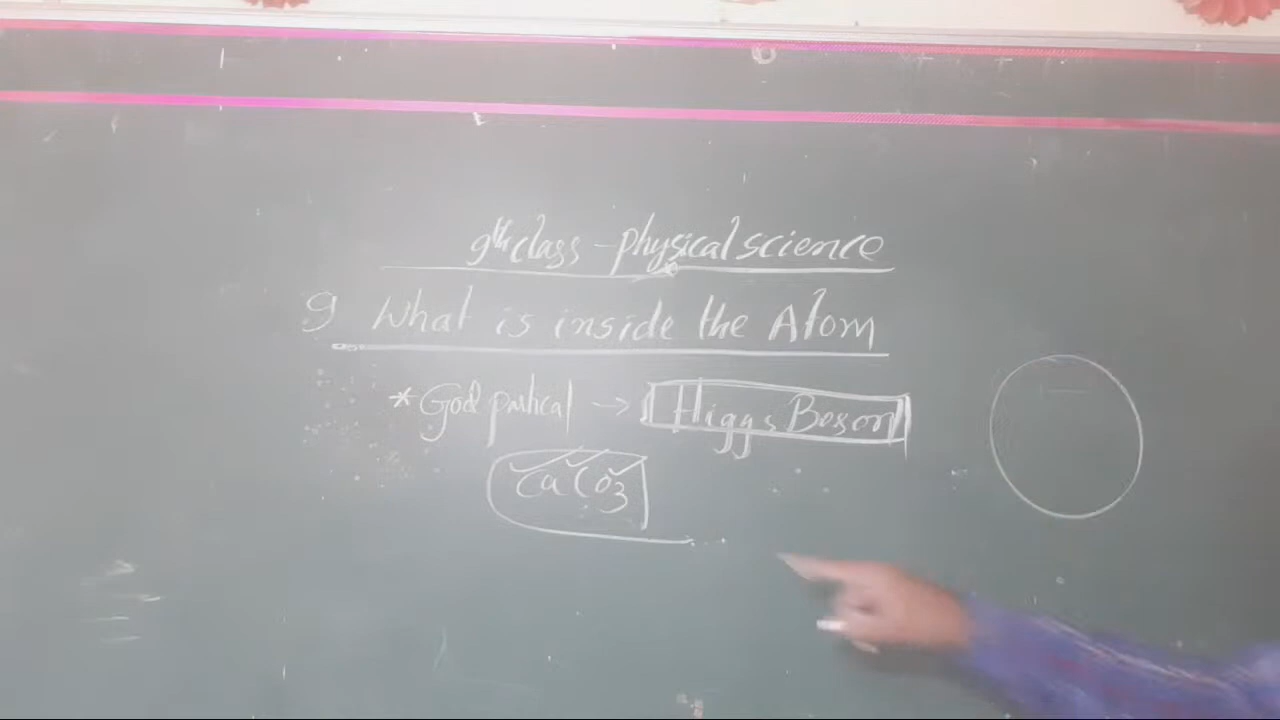 9th class - physical science
9 What is inside the Atom
* God partical → Higgs Boson
CaCo3